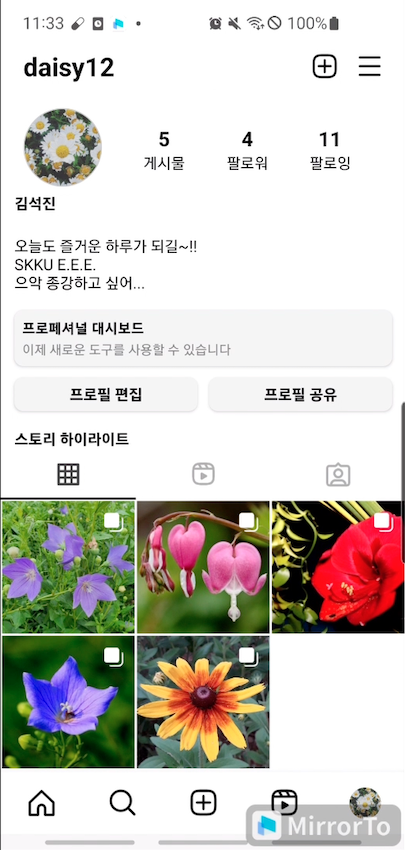 11:33 100%
daisy12
5 4 11
게시물 팔로워 팔로잉
김석진
오늘도 즐거운 하루가 되길~!!
SKKU E.E.E.
으악 종강하고 싶어...
프로페셔널 대시보드
이제 새로운 도구를 사용할 수 있습니다
프로필 편집 프로필 공유
스토리 하이라이트
MirrorTo